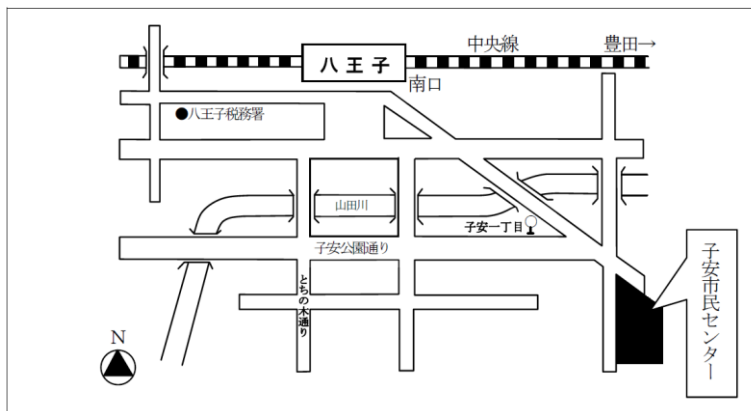 中央線
豊田→
八王子
南口
●八王子税務署
山田川
子安一丁目
子安公園通り
とちの木通り
子安市民センター
N